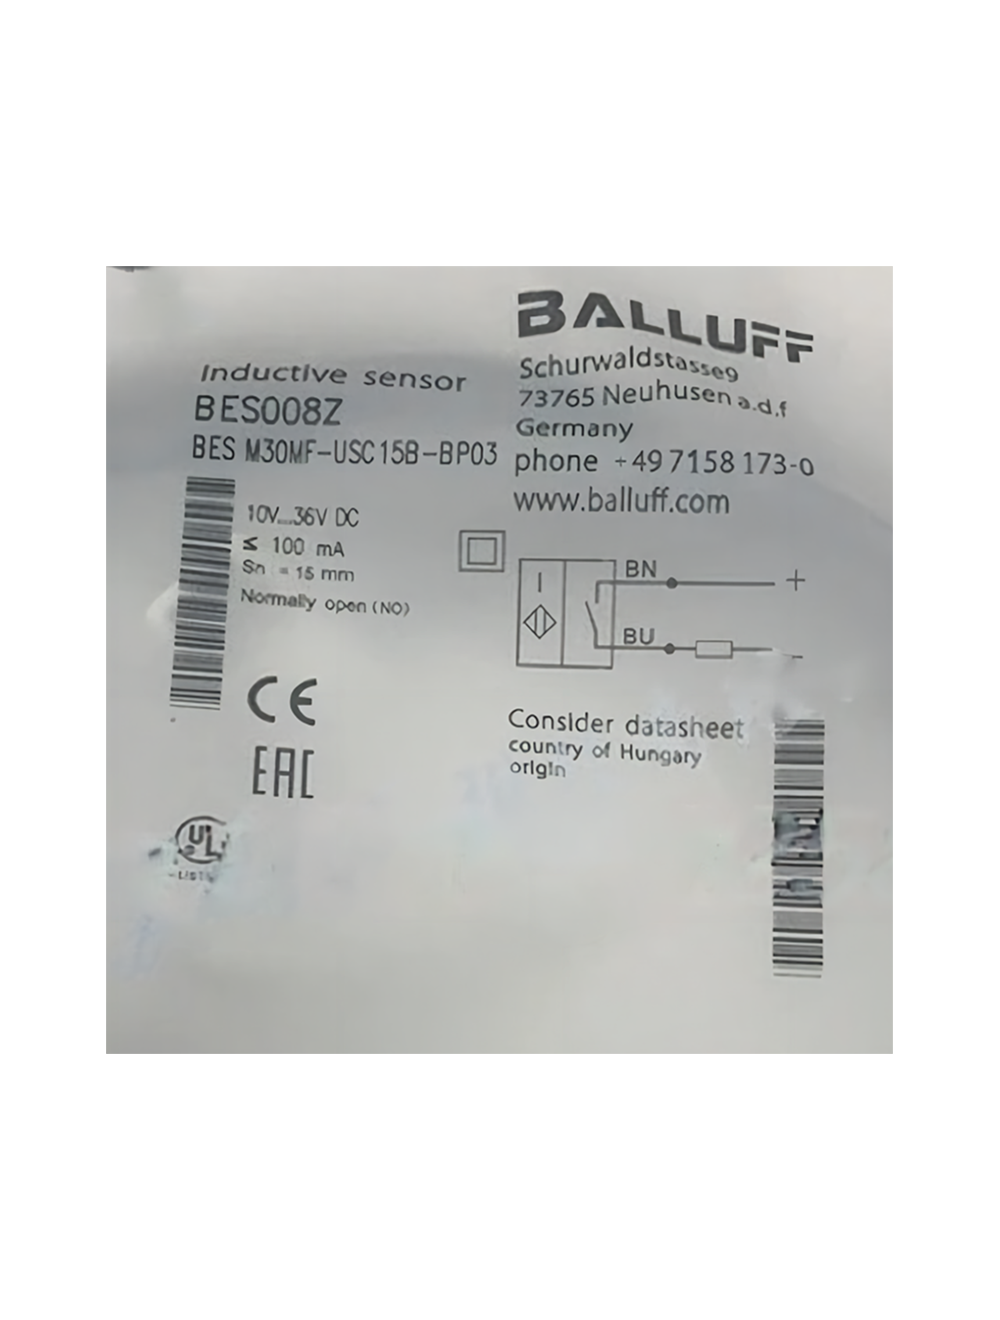 Inductive sensor
BES008Z
BES M30MF-USC15B-BP03
10V...36V DC
≤ 100 mA
Sn = 15 mm
Normally open (NO)
CE
EAC
UL
BALLUFF
Schurwaldstasse9
73765 Neuhusen a.d.f
Germany
phone +49 7158 173-0
www.balluff.com
BN +
BU -
Consider datasheet
country of Hungary
origin